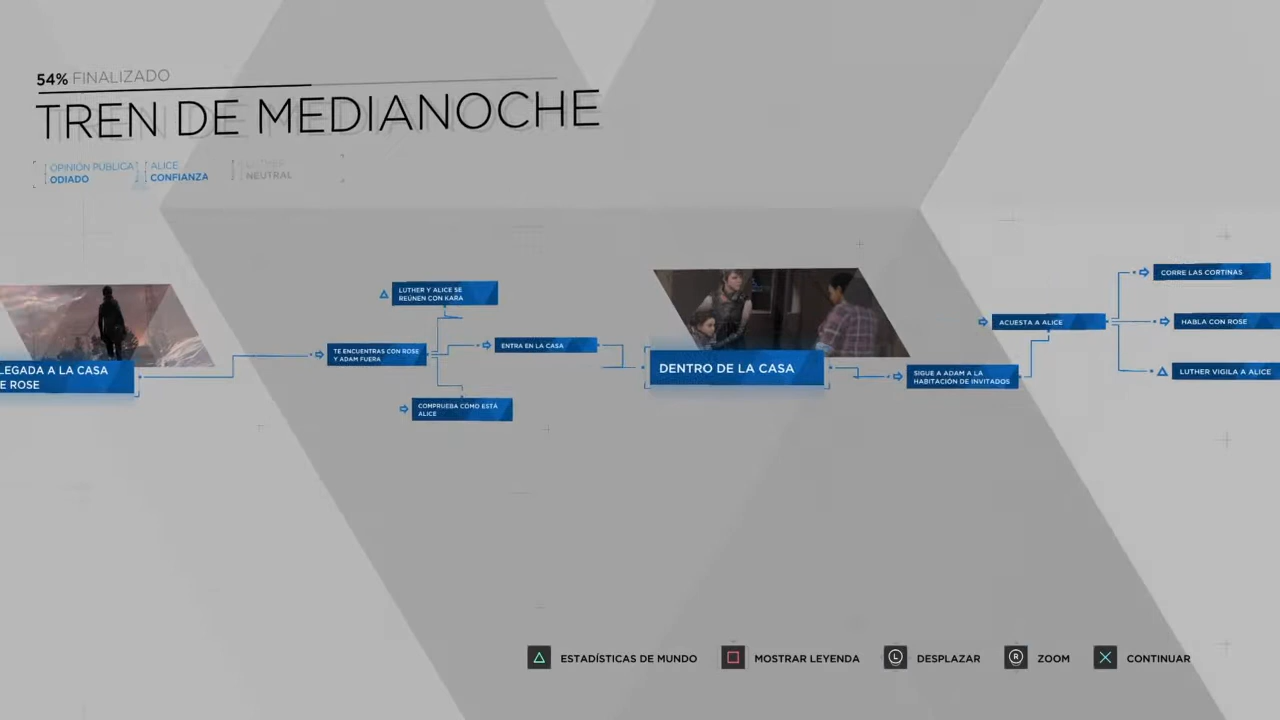 54% FINALIZADO
TREN DE MEDIANOCHE
OPINIÓN PÚBLICA
ODIADO
ALICE
CONFIANZA
LUTHER
NEUTRAL
LEGADA A LA CASA
E ROSE
TE ENCUENTRAS CON ROSE
Y ADAM FUERA
LUTHER Y ALICE SE
REÚNEN CON KARA
ENTRA EN LA CASA
COMPRUEBA CÓMO ESTÁ
ALICE
DENTRO DE LA CASA
SIGUE A ADAM A LA
HABITACIÓN DE INVITADOS
ACUESTA A ALICE
CORRE LAS CORTINAS
HABLA CON ROSE
LUTHER VIGILA A ALICE
ESTADÍSTICAS DE MUNDO
MOSTRAR LEYENDA
L DESPLAZAR
R ZOOM
CONTINUAR